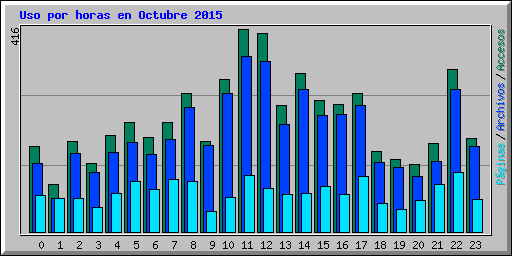 Uso por horas en Octubre 2015
416
Páginas / Archivos / Accesos
0 1 2 3 4 5 6 7 8 9 10 11 12 13 14 15 16 17 18 19 20 21 22 23